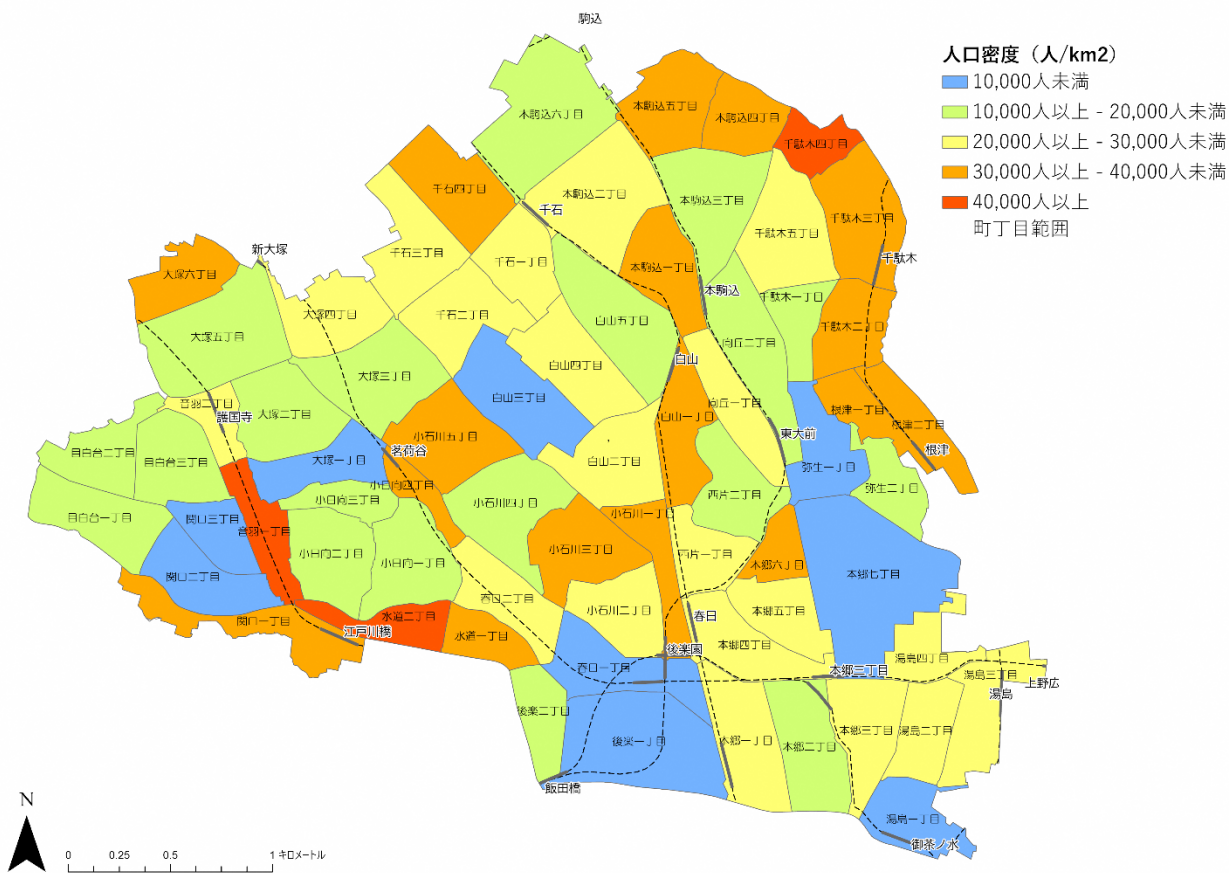 駒込
人口密度（人/km2）
10,000人未満
10,000人以上 - 20,000人未満
20,000人以上 - 30,000人未満
30,000人以上 - 40,000人未満
40,000人以上
町丁目範囲
本駒込五丁目
本駒込四丁目
本駒込六丁目
千駄木四丁目
千石四丁目
本駒込二丁目
本駒込三丁目
千石
千駄木三丁目
千駄木五丁目
新大塚
千石三丁目
千石一丁目
千駄木
大塚六丁目
本駒込一丁目
本駒込
千駄木一丁目
大塚四丁目
千石二丁目
白山五丁目
千駄木二丁目
大塚五丁目
向丘二丁目
白山
白山四丁目
大塚三丁目
白山三丁目
音羽二丁目
向丘一丁目
根津一丁目
護国寺
大塚二丁目
白山一丁目
根津二丁目
東大前
小石川五丁目
目白台二丁目
茗荷谷
根津
目白台三丁目
大塚一丁目
白山二丁目
弥生一丁目
小日向四丁目
弥生二丁目
小日向三丁目
小石川四丁目
西片二丁目
目白台一丁目
関口三丁目
小石川一丁目
音羽一丁目
小石川三丁目
小日向二丁目
西片一丁目
小日向一丁目
本郷六丁目
本郷七丁目
関口二丁目
春日二丁目
小石川二丁目
本郷五丁目
水道二丁目
春日
関口一丁目
江戸川橋
水道一丁目
本郷四丁目
後楽園
湯島四丁目
春日一丁目
本郷三丁目
湯島三丁目
上野広
湯島
後楽二丁目
本郷三丁目
湯島二丁目
後楽一丁目
本郷一丁目
本郷二丁目
飯田橋
湯島一丁目
御茶ノ水
N
0 0.25 0.5 1 キロメートル